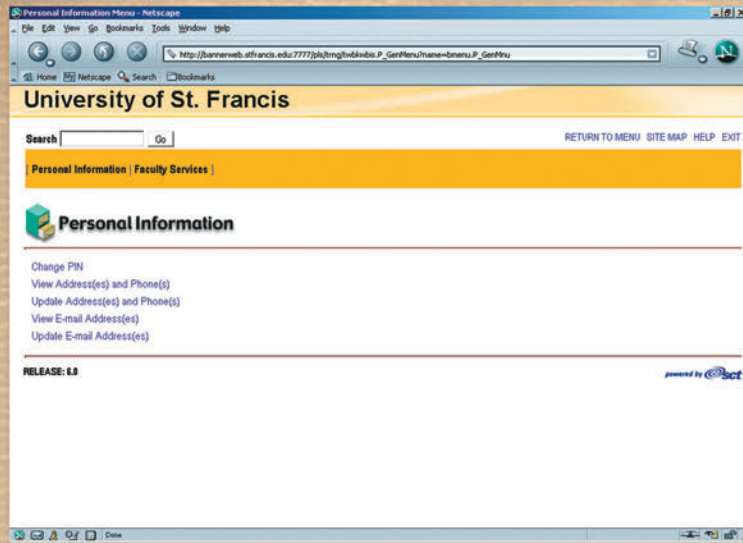 Personal Information Menu - Netscape
File Edit View Go Bookmarks Tools Window Help
http://bannerweb.stfrancis.edu:7777/pls/trng/twbkwbis.P_GenMenu?name=bmenu.P_GenMnu
Home My Netscape Search Bookmarks
University of St. Francis
Search Go RETURN TO MENU SITE MAP HELP EXIT
| Personal Information | Faculty Services |
Personal Information
Change PIN
View Address(es) and Phone(s)
Update Address(es) and Phone(s)
View E-mail Address(es)
Update E-mail Address(es)
RELEASE: 6.0 powered by sct
Done